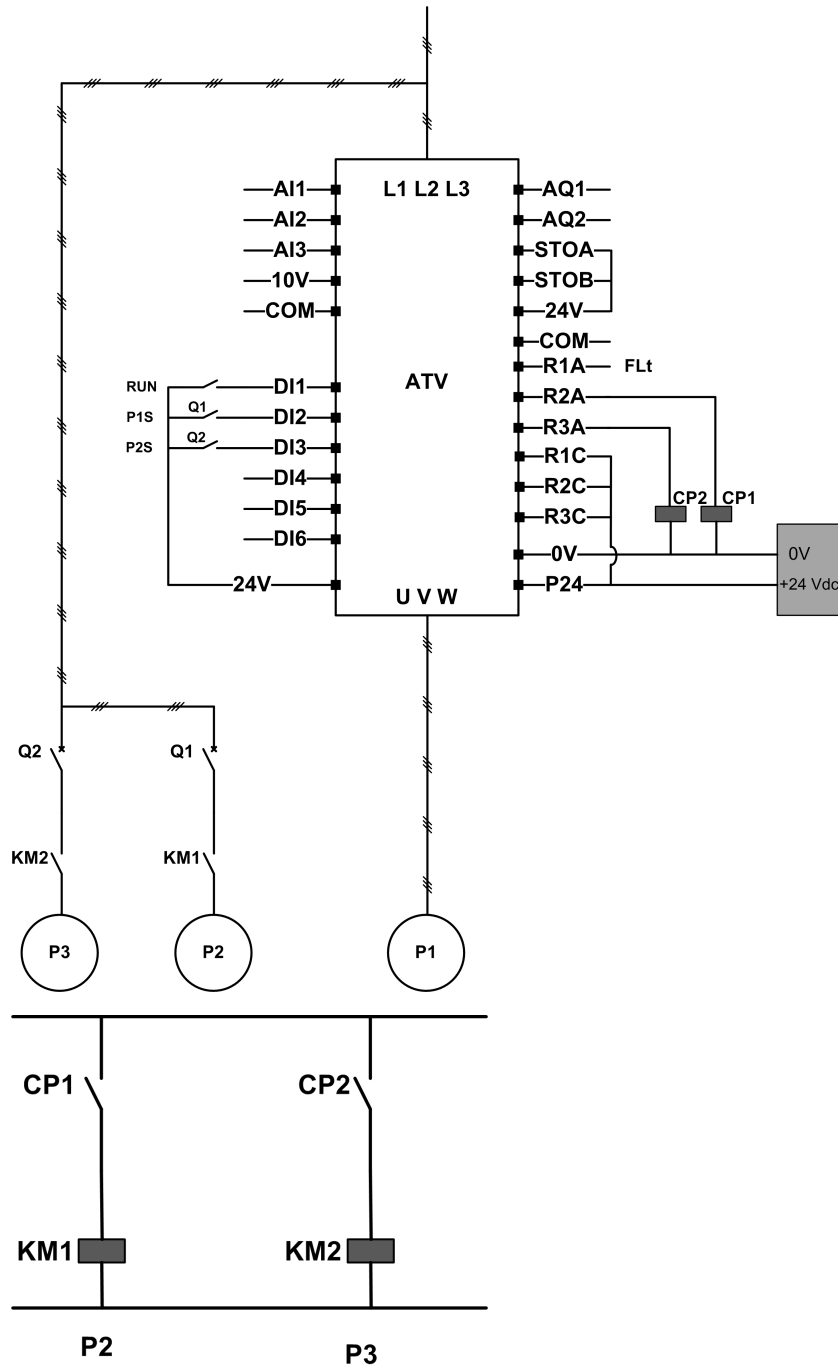 L1 L2 L3
AI1
AQ1
AI2
AQ2
AI3
STOA
10V
STOB
COM
24V
COM
R1A
FLt
ATV
RUN
DI1
R2A
P1S
Q1
DI2
R3A
P2S
Q2
DI3
R1C
DI4
R2C
CP2
CP1
DI5
R3C
DI6
0V
0V
24V
U V W
P24
+24 Vdc
Q2
Q1
KM2
KM1
P3
P2
P1
CP1
CP2
KM1
KM2
P2
P3